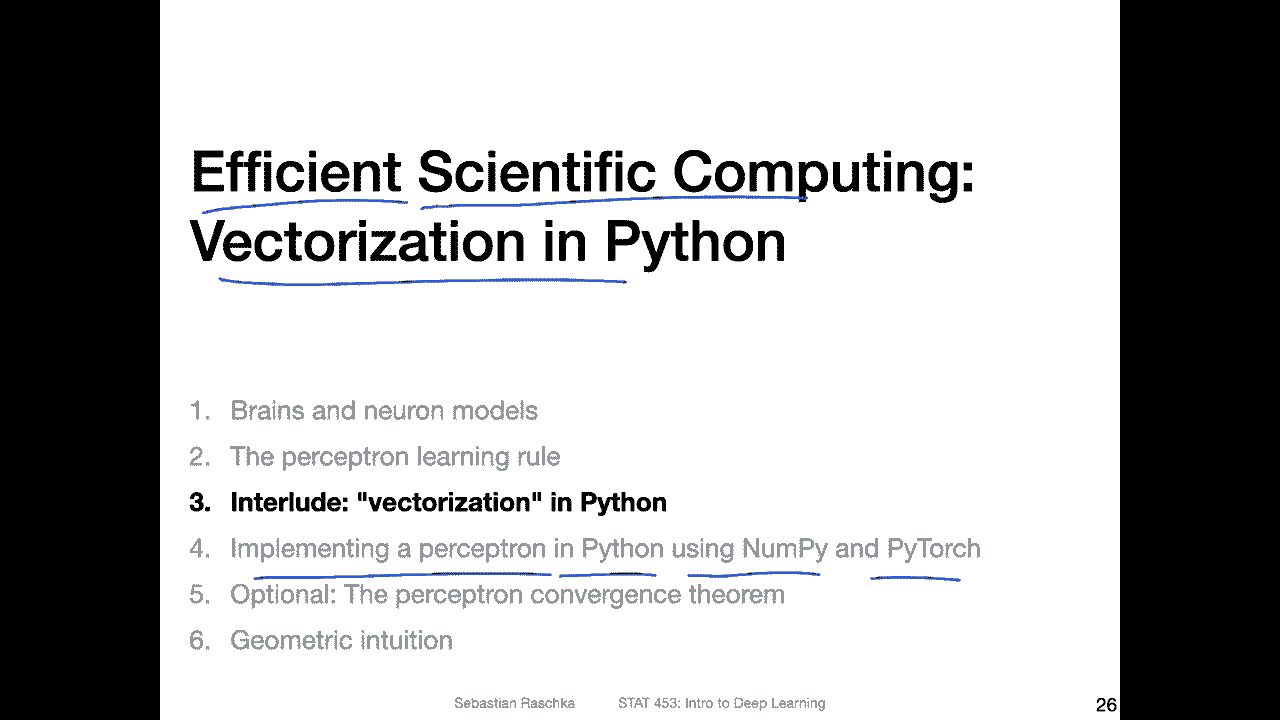 Efficient Scientific Computing:
Vectorization in Python
1. Brains and neuron models
2. The perceptron learning rule
3. Interlude: "vectorization" in Python
4. Implementing a perceptron in Python using NumPy and PyTorch
5. Optional: The perceptron convergence theorem
6. Geometric intuition
Sebastian Raschka STAT 453: Intro to Deep Learning 26